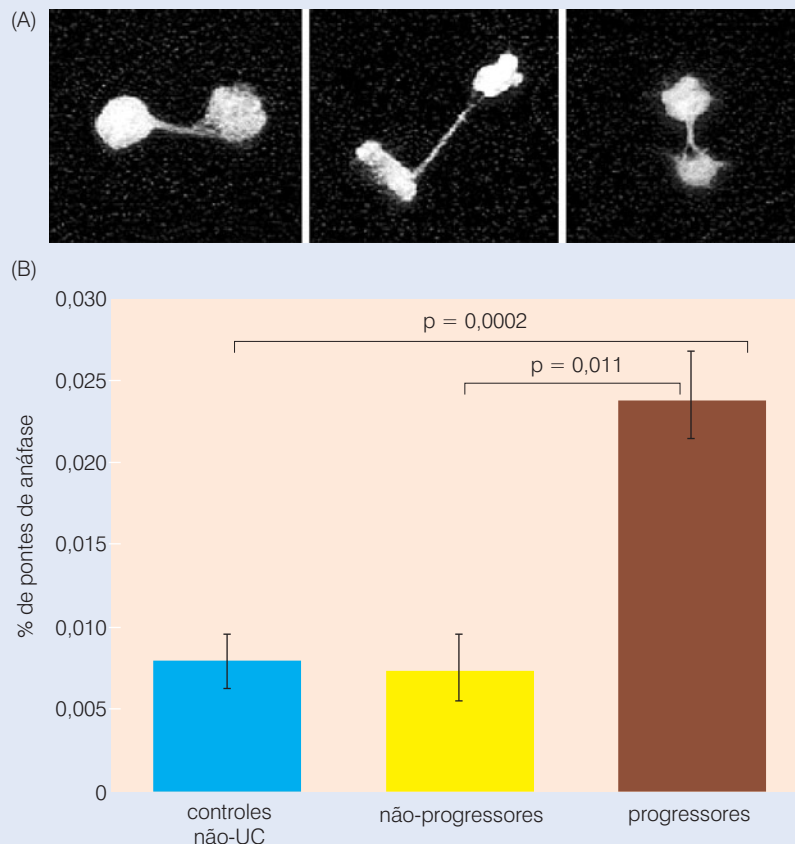 (A)
(B)
0,030
p = 0,0002
0,025
p = 0,011
0,020
0,015
0,010
0,005
0
% de pontes de anáfase
controles
não-UC
não-progressores
progressores